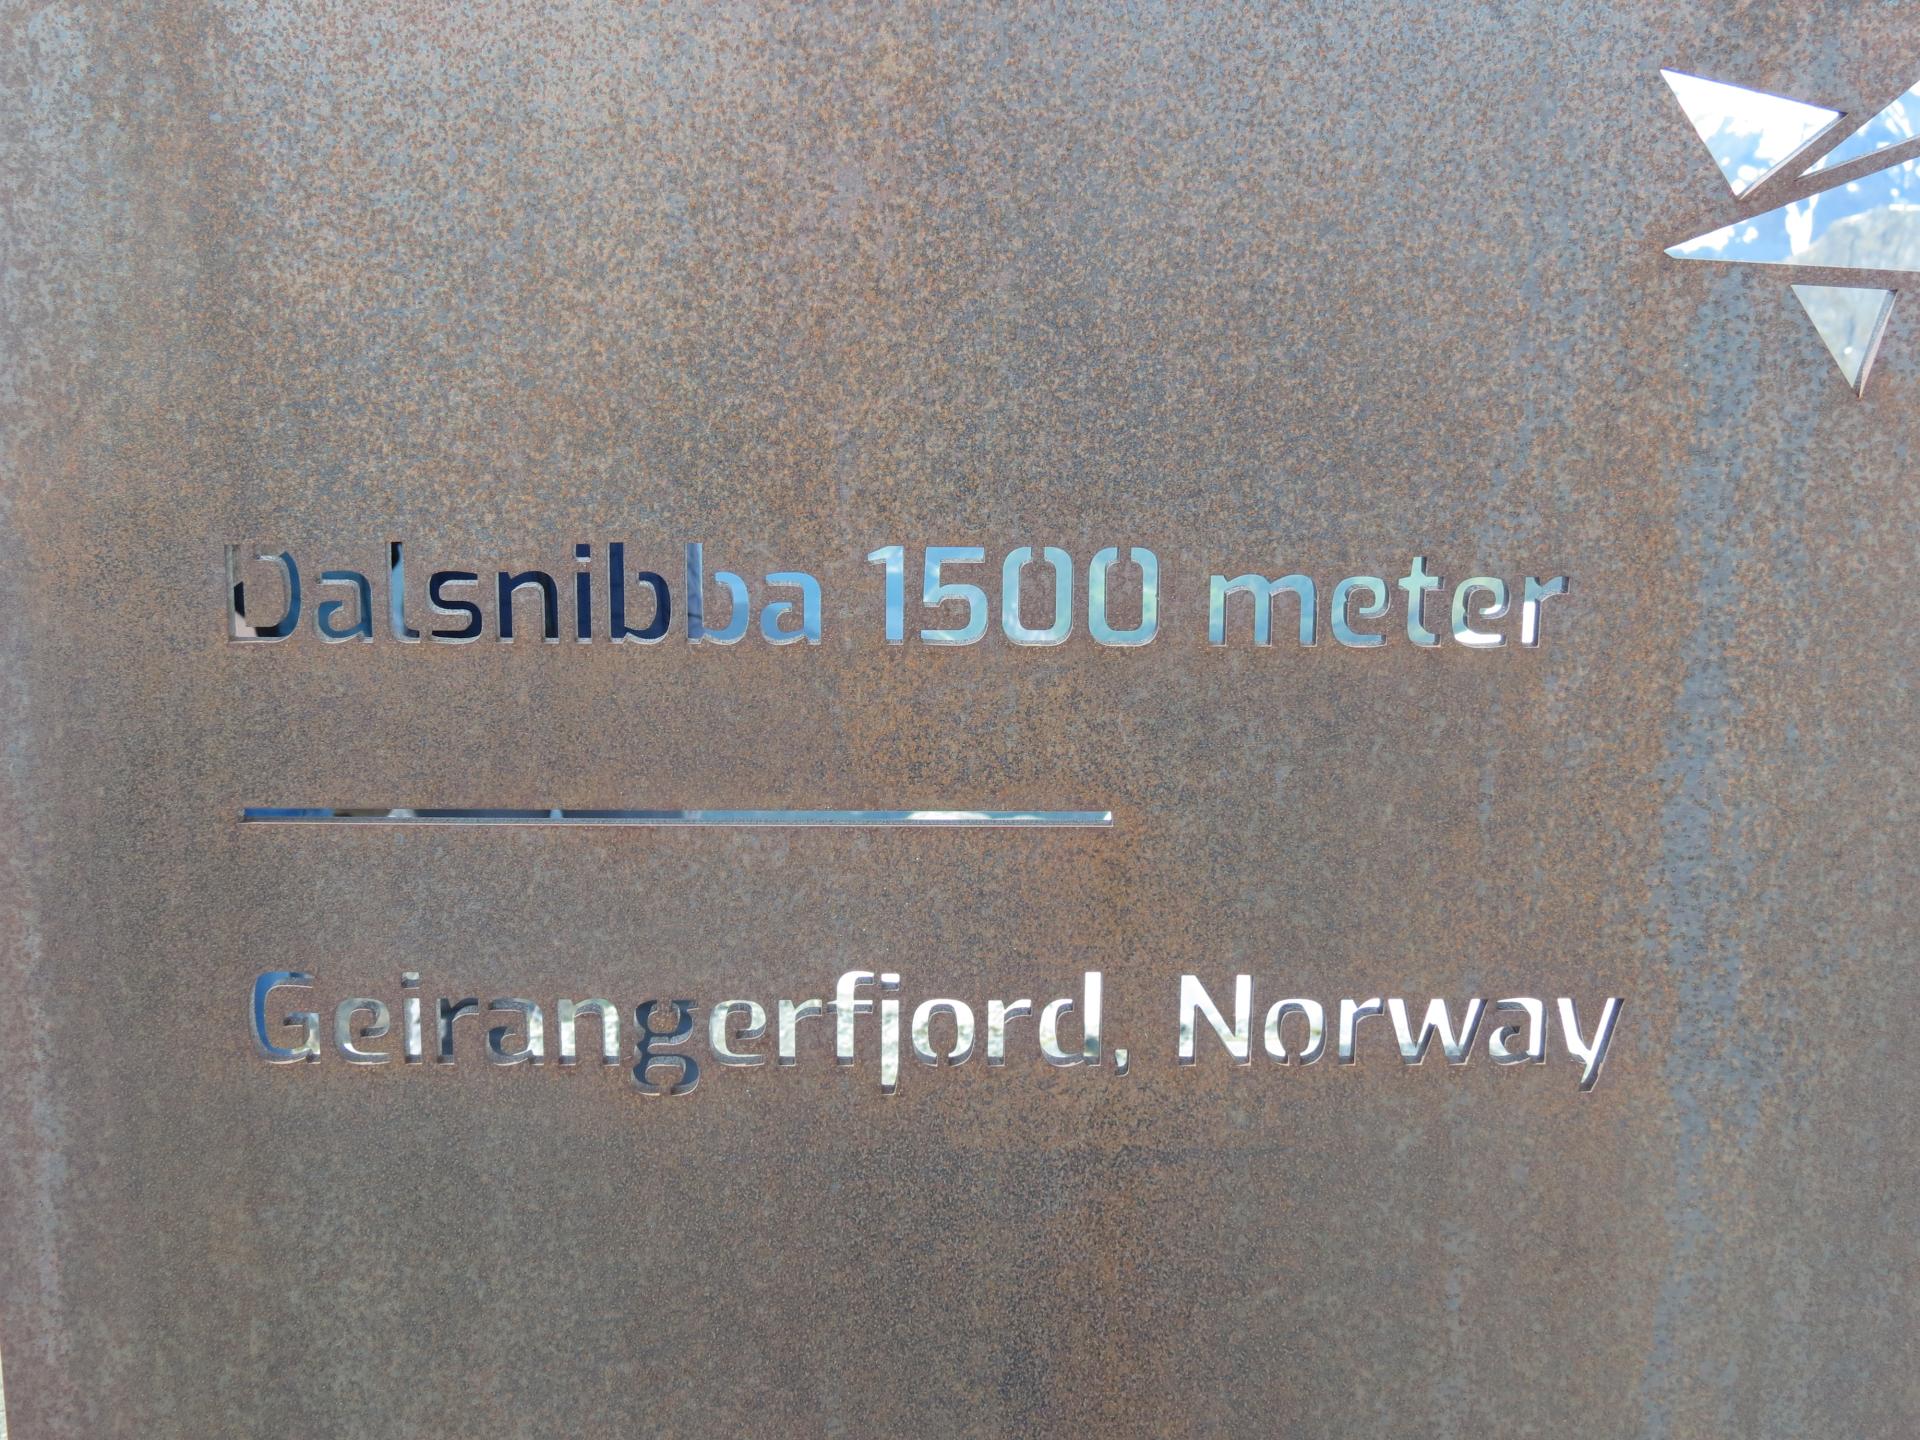 Dalsnibba 1500 meter
Geirangerfjord, Norway